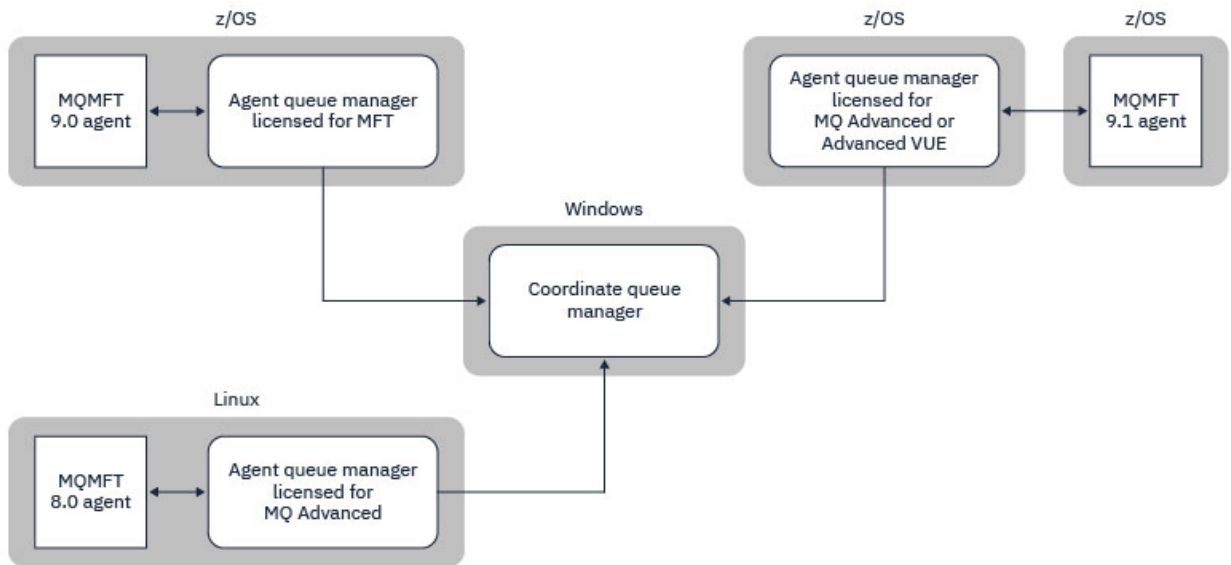 z/OS
MQMFT
9.0 agent
Agent queue manager
licensed for MFT
z/OS
Agent queue manager
licensed for
MQ Advanced or
Advanced VUE
z/OS
MQMFT
9.1 agent
Windows
Coordinate queue
manager
Linux
MQMFT
8.0 agent
Agent queue manager
licensed for
MQ Advanced